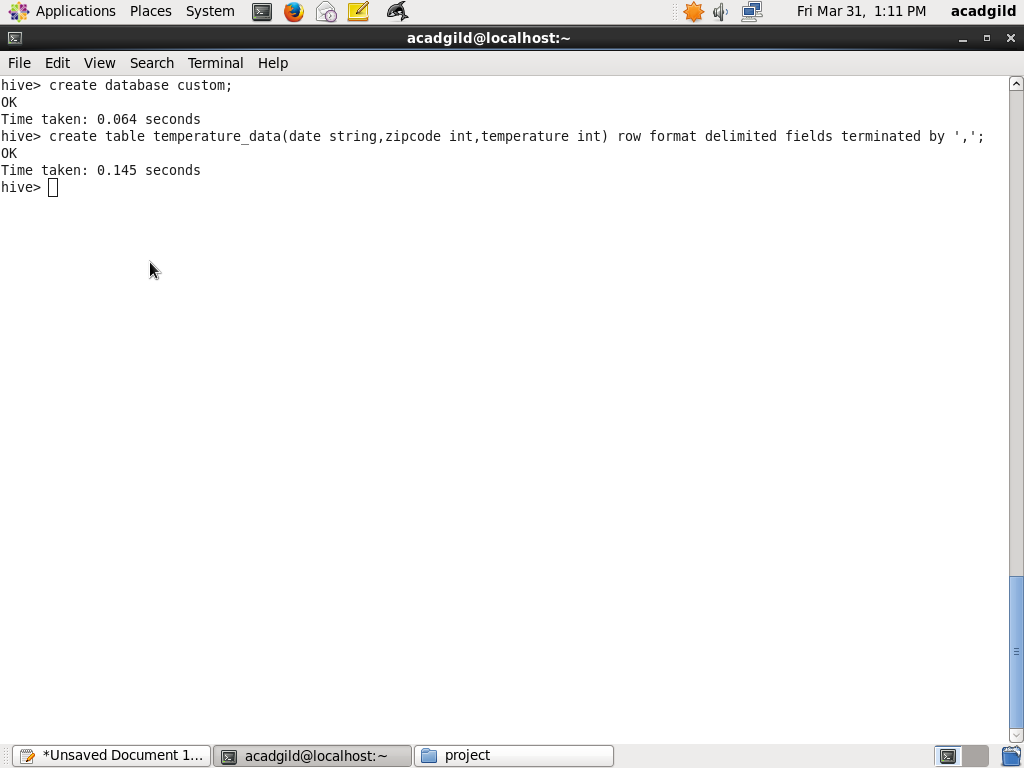 Applications Places System Fri Mar 31, 1:11 PM acadgild
acadgild@localhost:~
File Edit View Search Terminal Help
hive> create database custom;
OK
Time taken: 0.064 seconds
hive> create table temperature_data(date string,zipcode int,temperature int) row format delimited fields terminated by ',';
OK
Time taken: 0.145 seconds
hive>
*Unsaved Document 1... acadgild@localhost:~ project